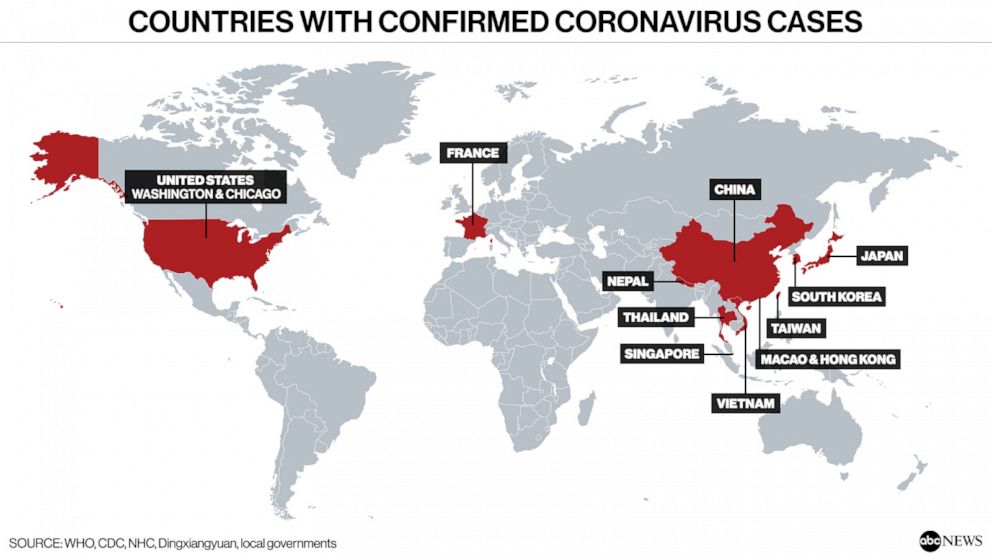 COUNTRIES WITH CONFIRMED CORONAVIRUS CASES
FRANCE
UNITED STATES
WASHINGTON & CHICAGO
CHINA
JAPAN
NEPAL
SOUTH KOREA
THAILAND
TAIWAN
SINGAPORE
MACAO & HONG KONG
VIETNAM
SOURCE: WHO, CDC, NHC, Dingxiangyuan, local governments
abc NEWS